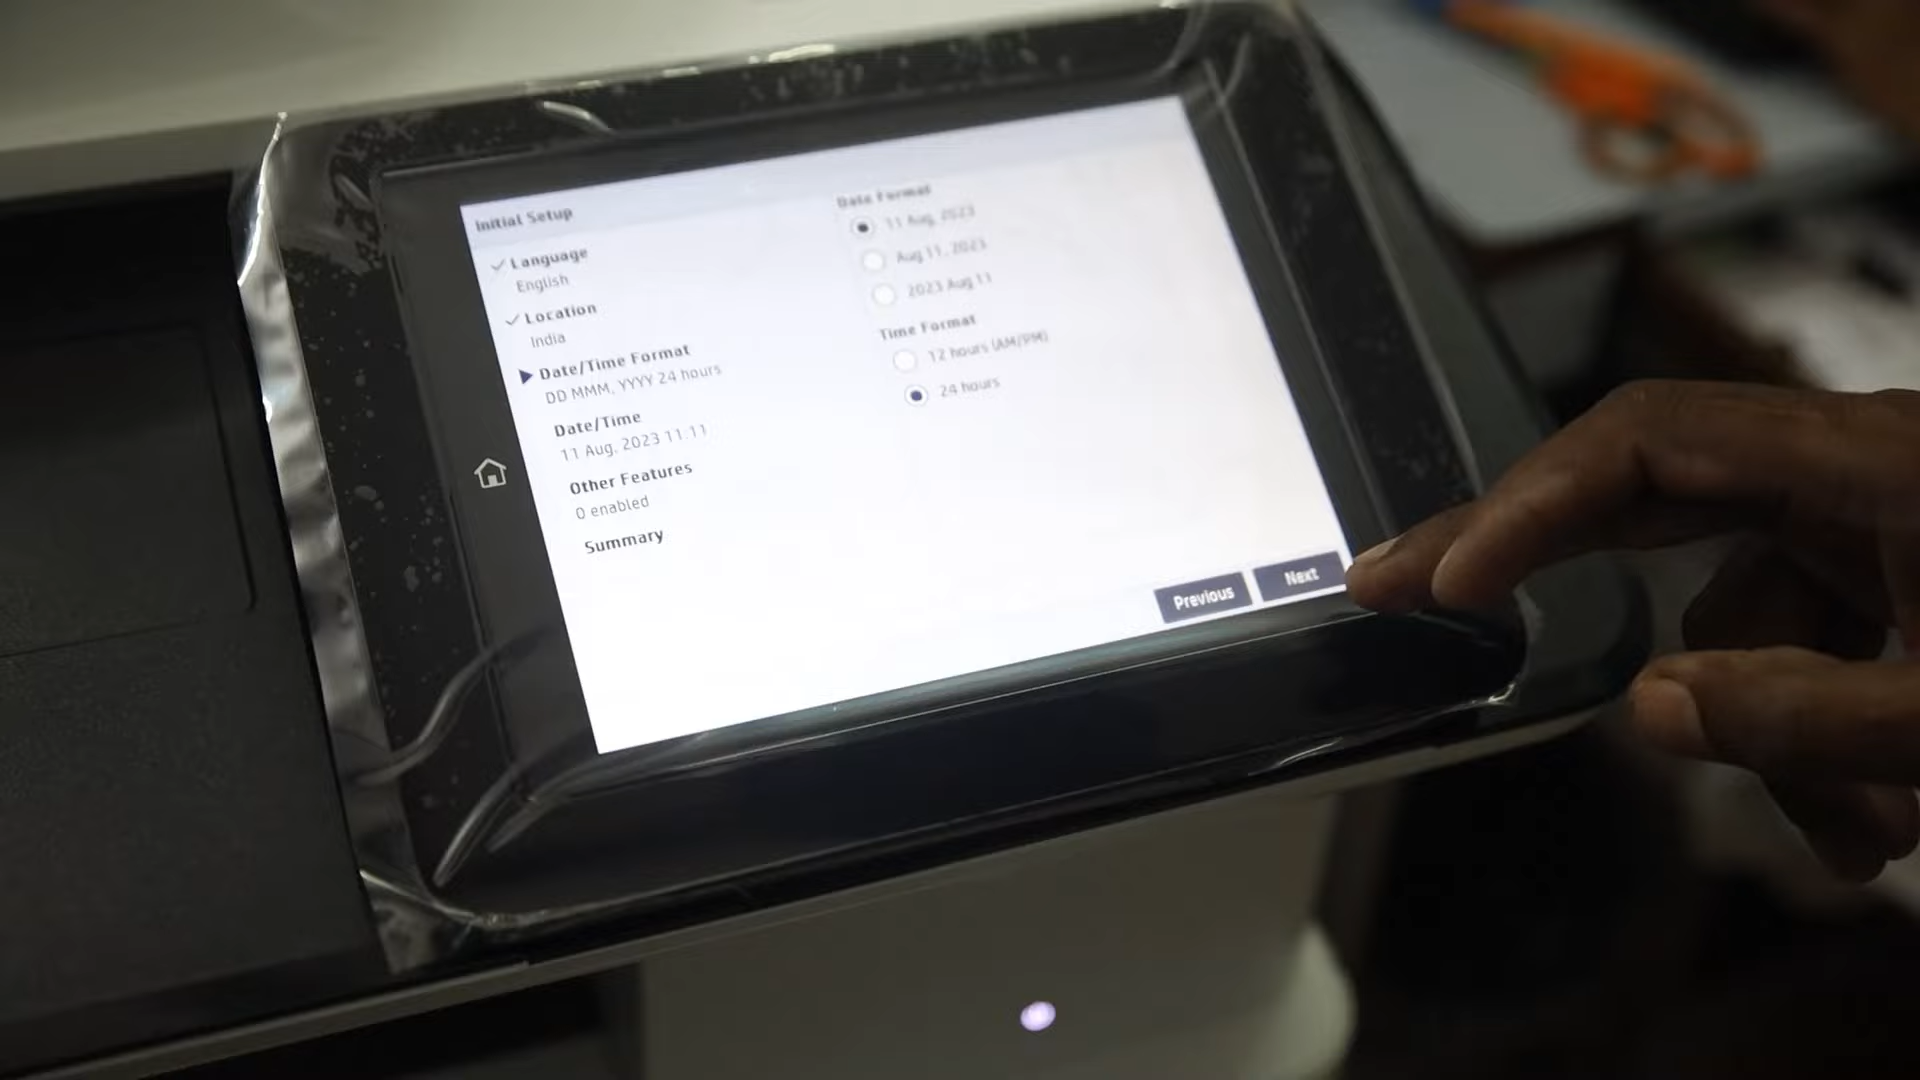 Initial Setup
Language
English
Location
India
Date/Time Format
DD MMM, YYYY 24 hours
Date/Time
11 Aug, 2023 11:11
Other Features
0 enabled
Summary
Date Format
11 Aug, 2023
Aug 11, 2023
2023 Aug 11
Time Format
12 hours (AM/PM)
24 hours
Previous
Next